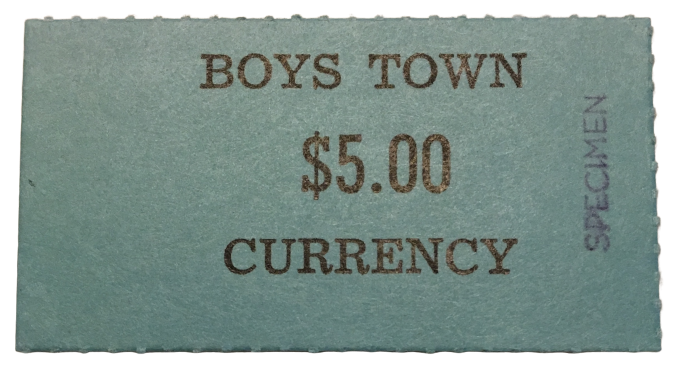 BOYS TOWN
$5.00
CURRENCY
SPECIMEN